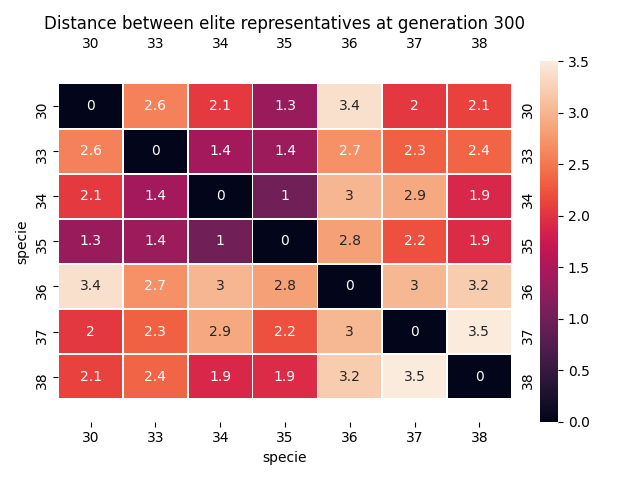 Distance between elite representatives at generation 300
30 33 34 35 36 37 38
3.5
30 0 2.6 2.1 1.3 3.4 2 2.1 30
3.0
33 2.6 0 1.4 1.4 2.7 2.3 2.4 33
2.5
34 2.1 1.4 0 1 3 2.9 1.9 34
2.0
specie
35 1.3 1.4 1 0 2.8 2.2 1.9 35
1.5
36 3.4 2.7 3 2.8 0 3 3.2 36
1.0
37 2 2.3 2.9 2.2 3 0 3.5 37
0.5
38 2.1 2.4 1.9 1.9 3.2 3.5 0 38
0.0
30 33 34 35 36 37 38
specie